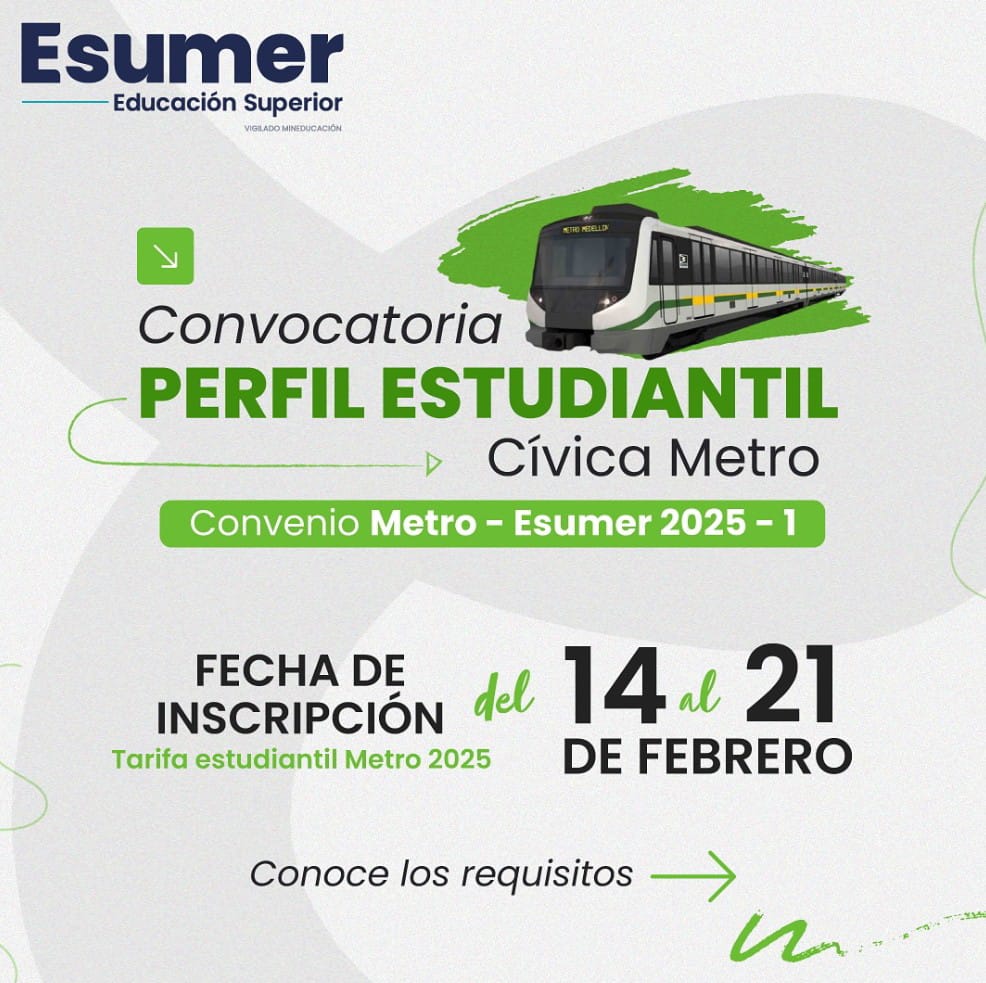 Esumer
Educación Superior
VIGILADO MINEDUCACIÓN
METRO MEDELLIN
Convocatoria
PERFIL ESTUDIANTIL
Cívica Metro
Convenio Metro - Esumer 2025 - 1
FECHA DE
INSCRIPCIÓN
Tarifa estudiantil Metro 2025
del 14 al 21
DE FEBRERO
Conoce los requisitos